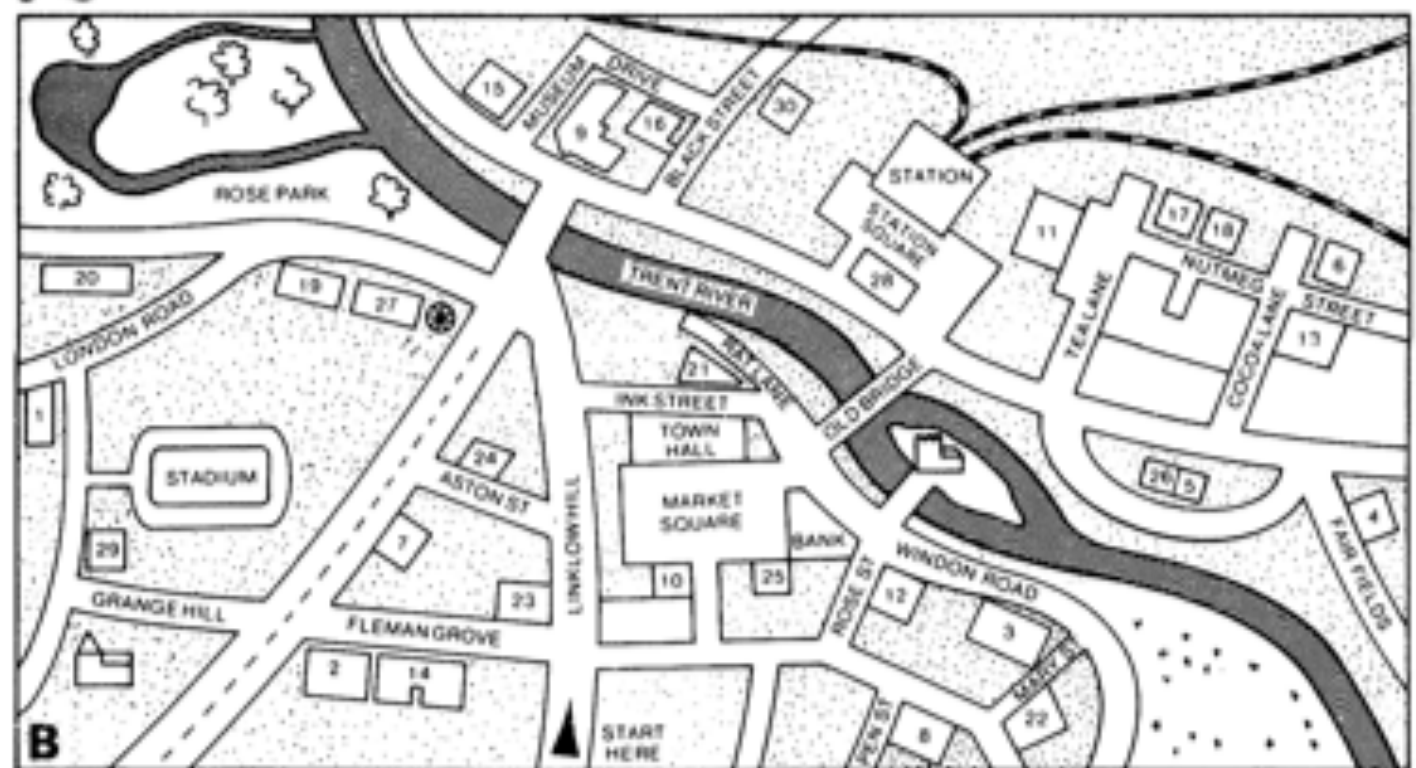 15
MUSEUM
DRIVE
9
16
BLACK STREET
30
STATION
STATION
SQUARE
28
11
17
18
NUTMEG
STREET
6
13
TEA LANE
COCOA LANE
ROSE PARK
20
LONDON ROAD
19
27
TRENT RIVER
RAY LANE
21
INK STREET
OLD BRIDGE
TOWN
HALL
MARKET
SQUARE
BANK
1
STADIUM
24
ASTON ST
LINKLOW HILL
26
5
4
FAIR FIELDS
29
7
23
10
25
ROSE ST
WINDON ROAD
12
3
MARY ST
22
GRANGE HILL
FLEMAN GROVE
2
14
START
HERE
PEN ST
8
B